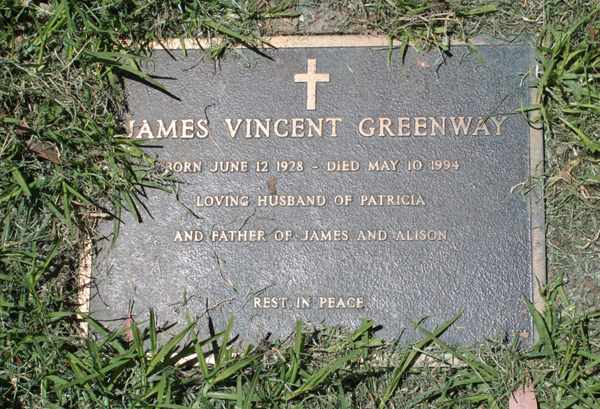 JAMES VINCENT GREENWAY
BORN JUNE 12 1928 - DIED MAY 10 1994
LOVING HUSBAND OF PATRICIA
AND FATHER OF JAMES AND ALISON
REST IN PEACE